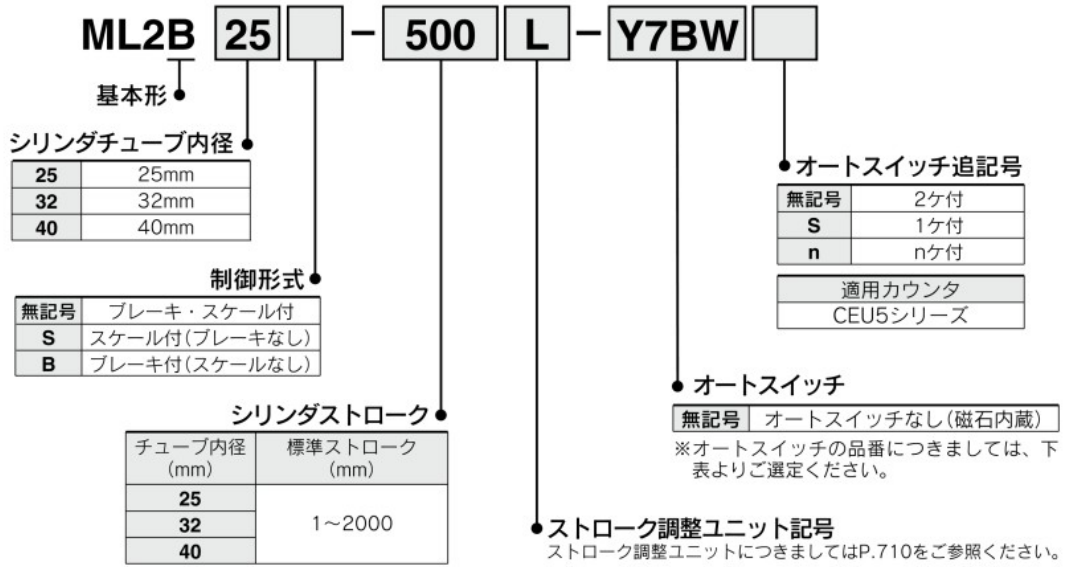 ML2B 25 - 500 L - Y7BW
基本形
シリンダチューブ内径
25 25mm
32 32mm
40 40mm
制御形式
無記号 ブレーキ・スケール付
S スケール付(ブレーキなし)
B ブレーキ付(スケールなし)
シリンダストローク
チューブ内径 標準ストローク
(mm) (mm)
25
32 1～2000
40
オートスイッチ追記号
無記号 2ケ付
S 1ケ付
n nケ付
適用カウンタ
CEU5シリーズ
オートスイッチ
無記号 オートスイッチなし(磁石内蔵)
※オートスイッチの品番につきましては、下
表よりご選定ください。
ストローク調整ユニット記号
ストローク調整ユニットにつきましてはP.710をご参照ください。